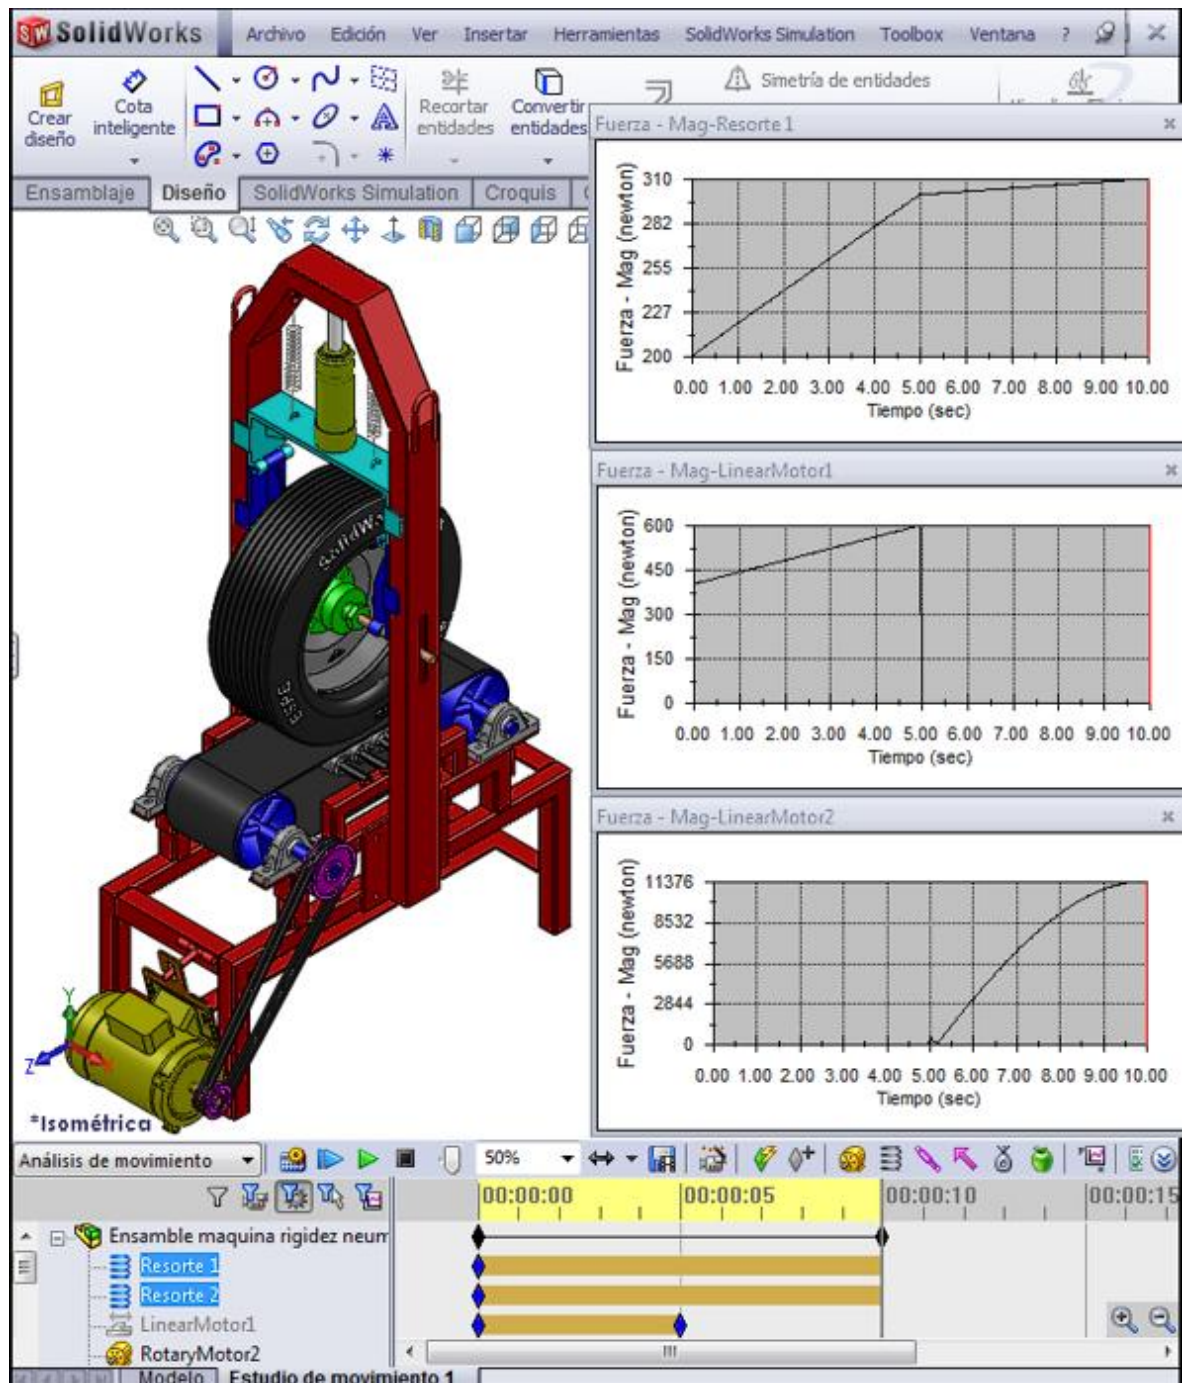 SolidWorks Archivo Edición Ver Insertar Herramientas SolidWorks Simulation Toolbox Ventana ?
Crear diseño
Cota inteligente
Recortar entidades
Convertir entidades
Simetría de entidades
Ensamblaje Diseño SolidWorks Simulation Croquis
Fuerza - Mag-Resorte1
Fuerza - Mag (newton)
310
282
255
227
200
0.00 1.00 2.00 3.00 4.00 5.00 6.00 7.00 8.00 9.00 10.00
Tiempo (sec)
Fuerza - Mag-LinearMotor1
Fuerza - Mag (newton)
600
450
300
150
0
0.00 1.00 2.00 3.00 4.00 5.00 6.00 7.00 8.00 9.00 10.00
Tiempo (sec)
Fuerza - Mag-LinearMotor2
Fuerza - Mag (newton)
11376
8532
5688
2844
0
0.00 1.00 2.00 3.00 4.00 5.00 6.00 7.00 8.00 9.00 10.00
Tiempo (sec)
SolidWo
ESPE
Y
Z
X
*Isométrica
Análisis de movimiento 50%
00:00:00 00:00:05 00:00:10 00:00:15
Ensamble maquina rigidez neum
Resorte 1
Resorte 2
LinearMotor1
RotaryMotor2
Modelo Estudio de movimiento 1